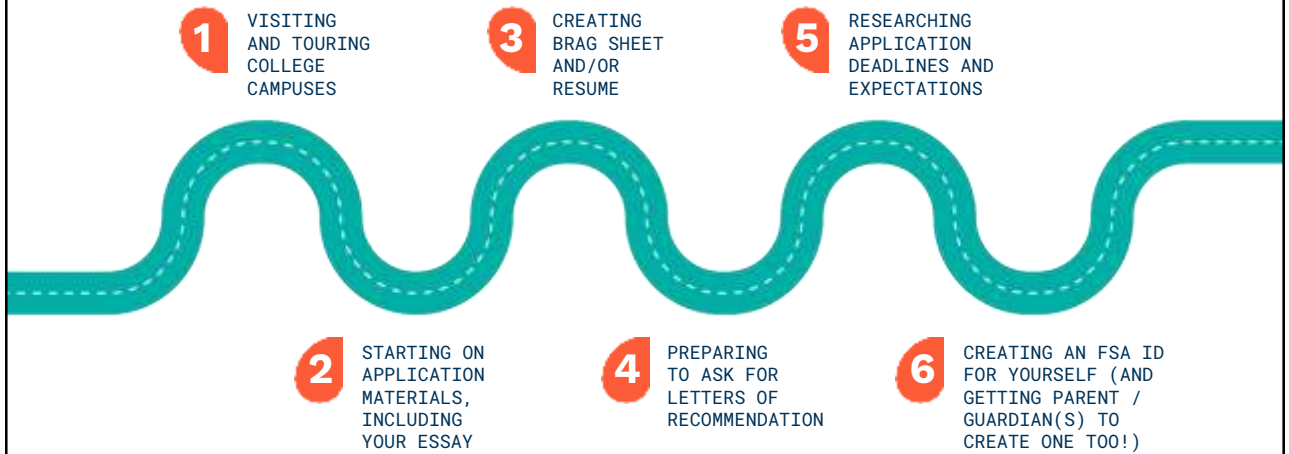 1
VISITING
AND TOURING
COLLEGE
CAMPUSES
2
STARTING ON
APPLICATION
MATERIALS,
INCLUDING
YOUR ESSAY
3
CREATING
BRAG SHEET
AND/OR
RESUME
4
PREPARING
TO ASK FOR
LETTERS OF
RECOMMENDATION
5
RESEARCHING
APPLICATION
DEADLINES AND
EXPECTATIONS
6
CREATING AN FSA ID
FOR YOURSELF (AND
GETTING PARENT /
GUARDIAN(S) TO
CREATE ONE TOO!)